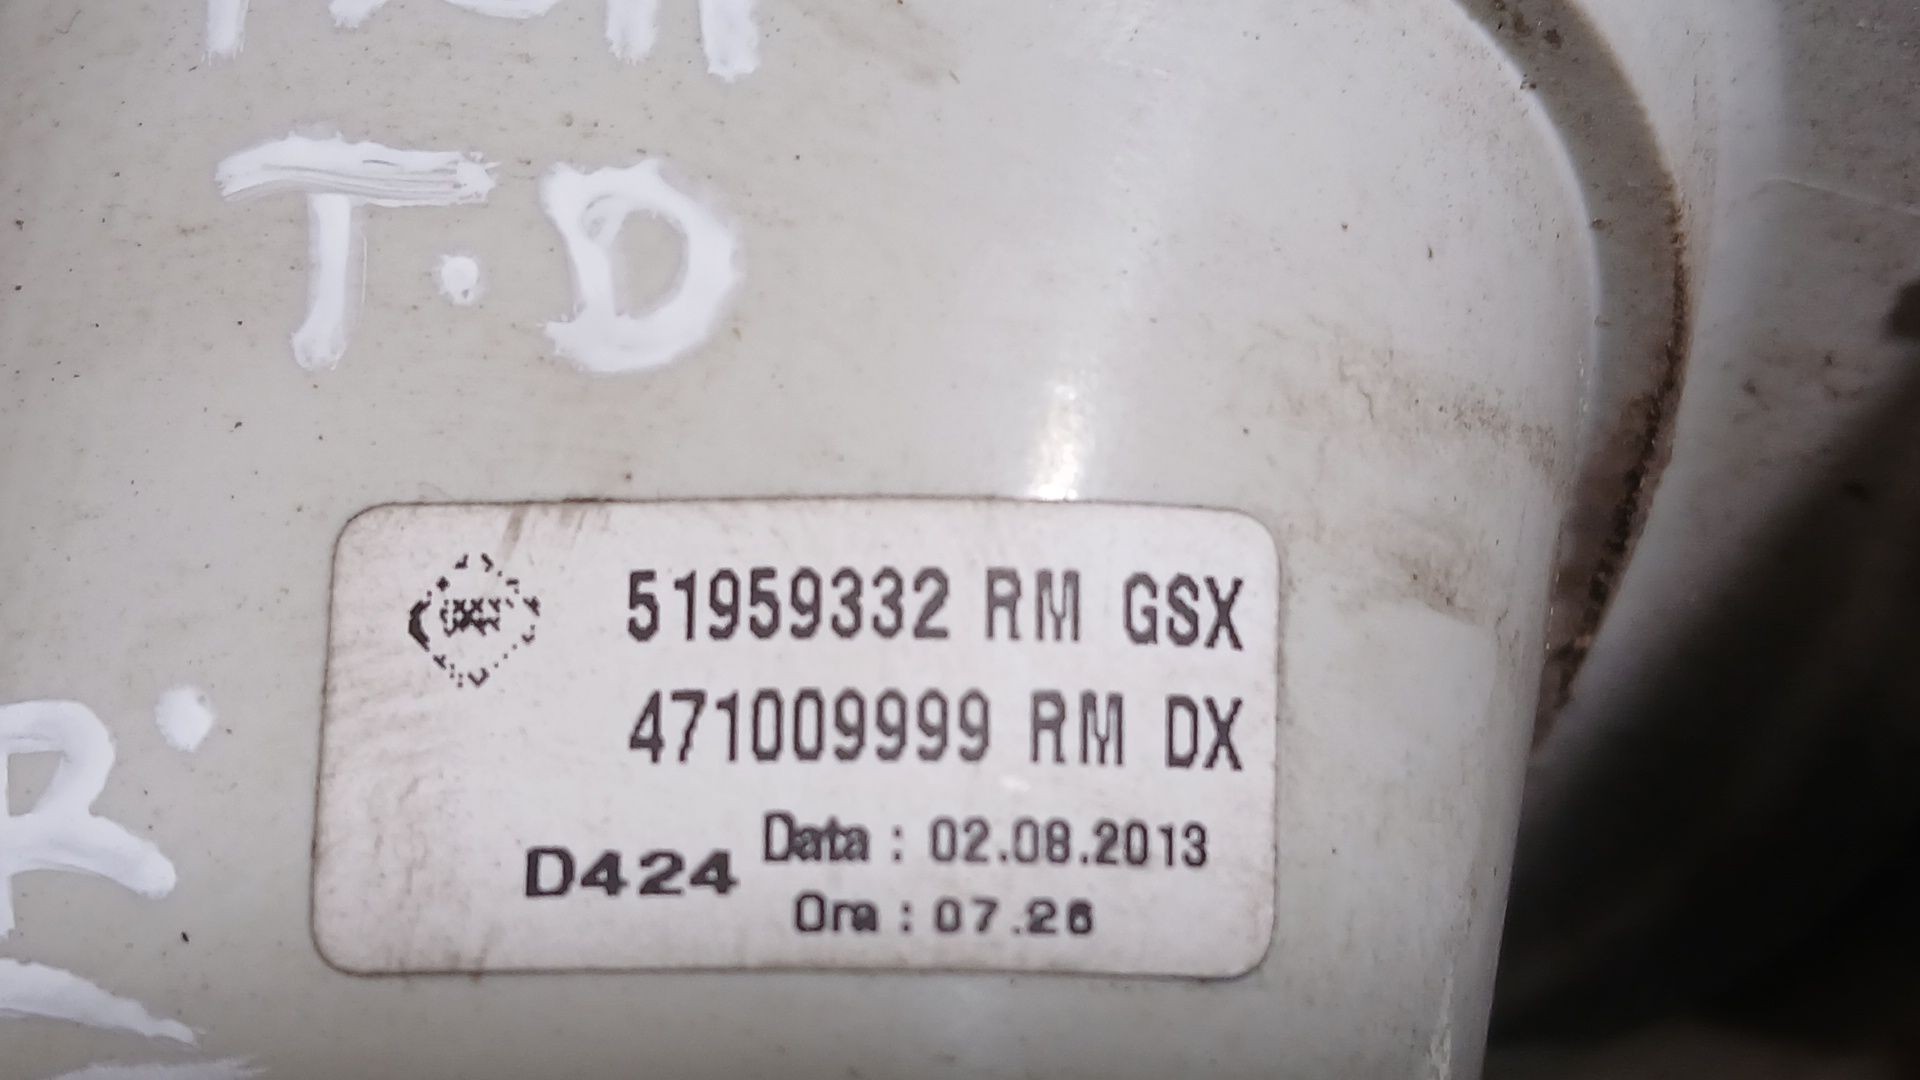 T.D
R.
51959332 RM GSX
471009999 RM DX
D424
Data : 02.08.2013
Ora : 07.26